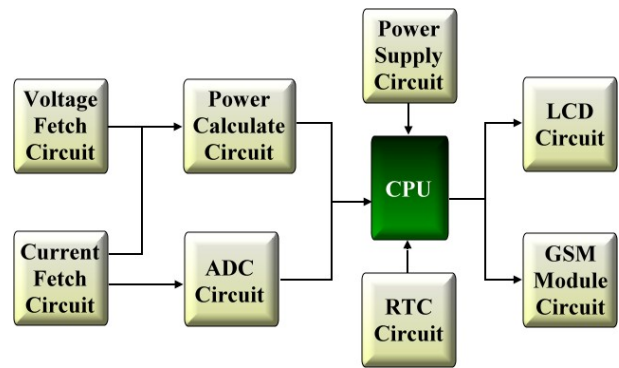 Voltage
Fetch
Circuit
Power
Calculate
Circuit
Power
Supply
Circuit
LCD
Circuit
CPU
Current
Fetch
Circuit
ADC
Circuit
RTC
Circuit
GSM
Module
Circuit